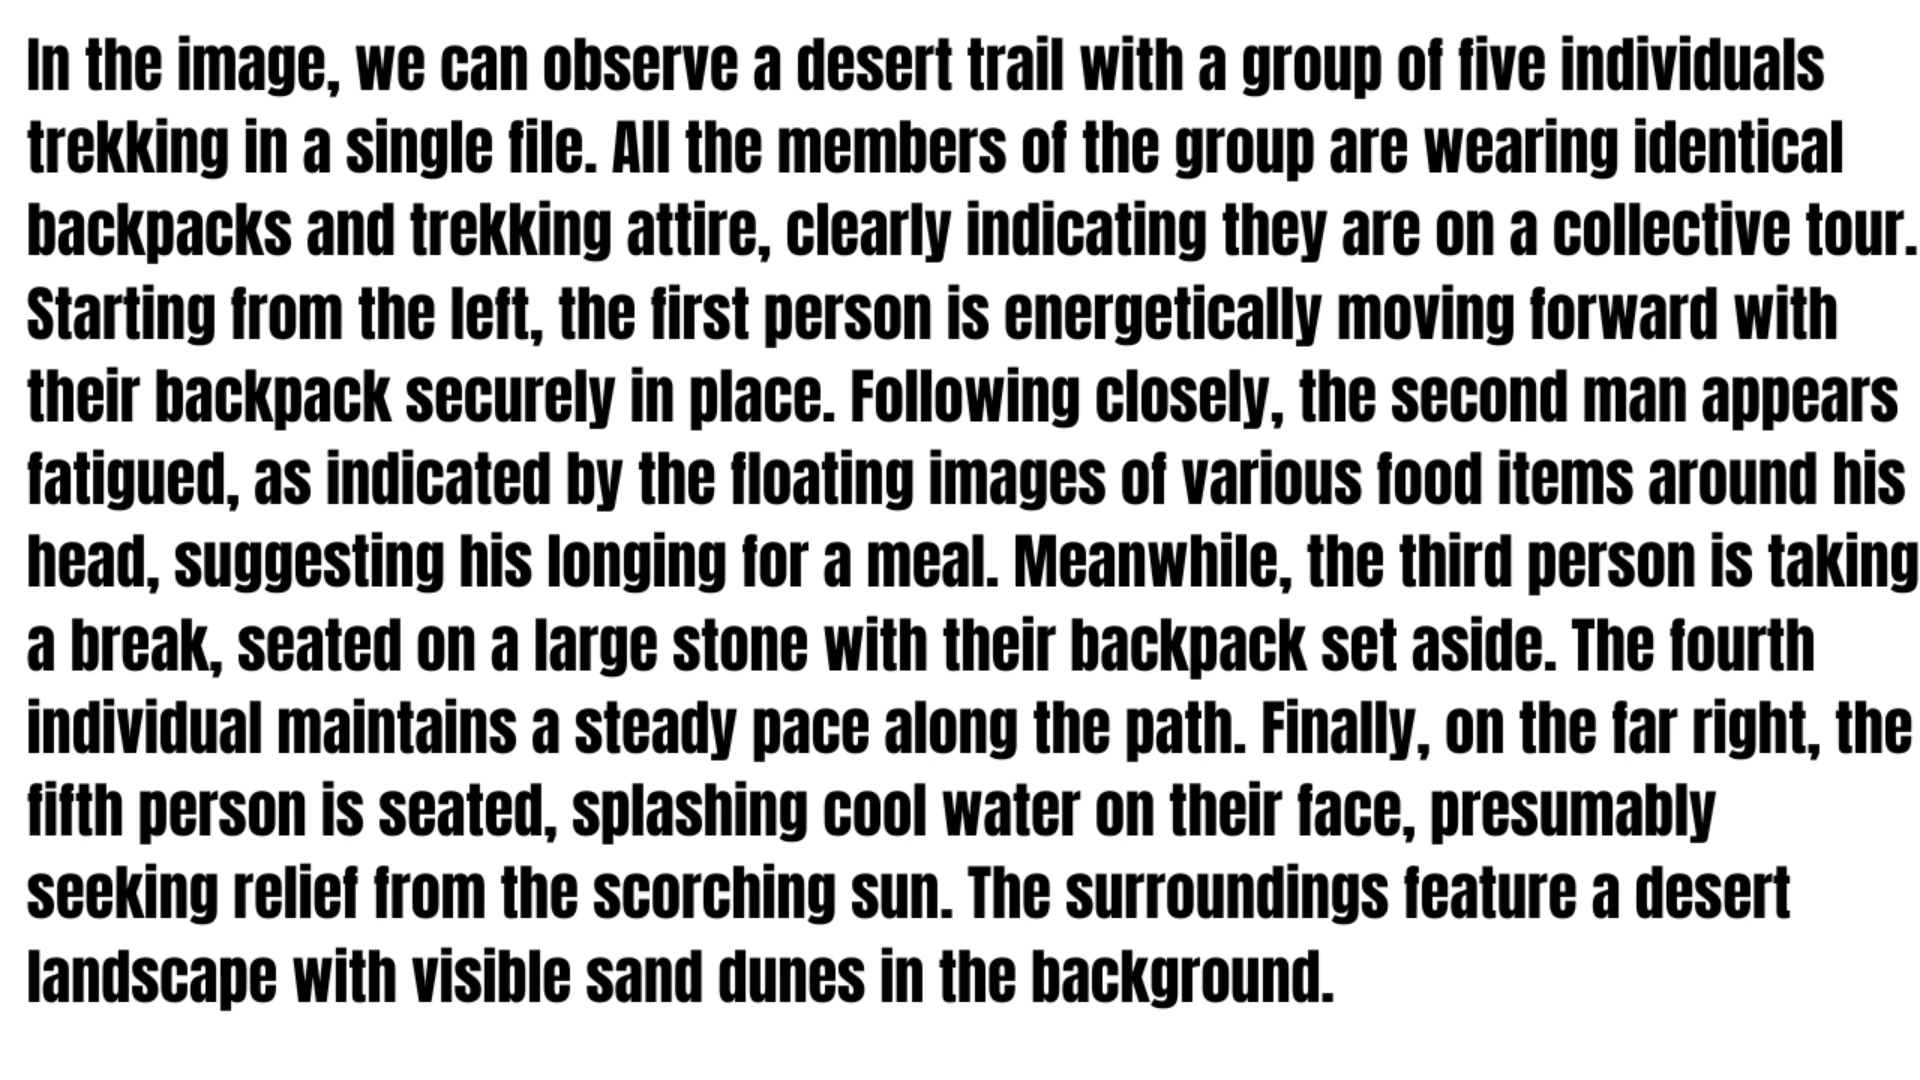 In the image, we can observe a desert trail with a group of five individuals
trekking in a single file. All the members of the group are wearing identical
backpacks and trekking attire, clearly indicating they are on a collective tour.
Starting from the left, the first person is energetically moving forward with
their backpack securely in place. Following closely, the second man appears
fatigued, as indicated by the floating images of various food items around his
head, suggesting his longing for a meal. Meanwhile, the third person is taking
a break, seated on a large stone with their backpack set aside. The fourth
individual maintains a steady pace along the path. Finally, on the far right, the
fifth person is seated, splashing cool water on their face, presumably
seeking relief from the scorching sun. The surroundings feature a desert
landscape with visible sand dunes in the background.